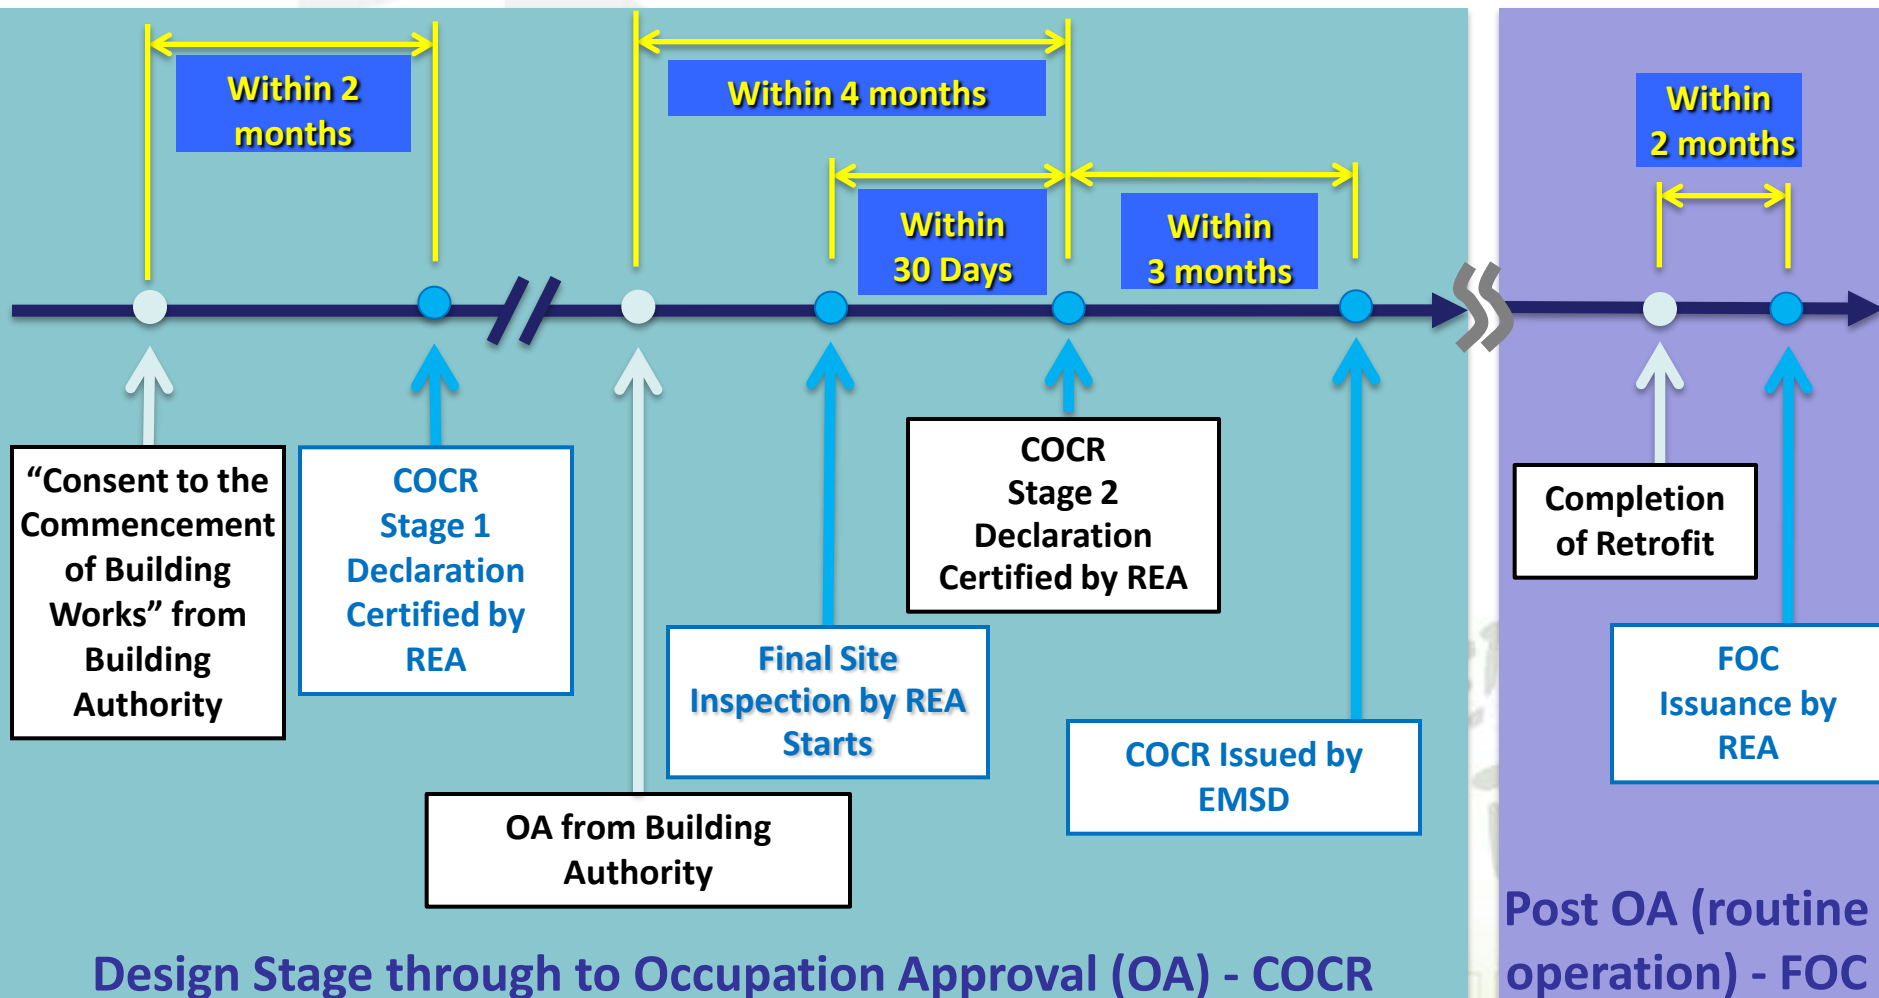 Within 2
months
Within 4 months
Within
30 Days
Within
3 months
Within
2 months
“Consent to the
Commencement
of Building
Works” from
Building
Authority
COCR
Stage 1
Declaration
Certified by
REA
OA from Building
Authority
Final Site
Inspection by REA
Starts
COCR
Stage 2
Declaration
Certified by REA
COCR Issued by
EMSD
Completion
of Retrofit
FOC
Issuance by
REA
Design Stage through to Occupation Approval (OA) - COCR
Post OA (routine
operation) - FOC